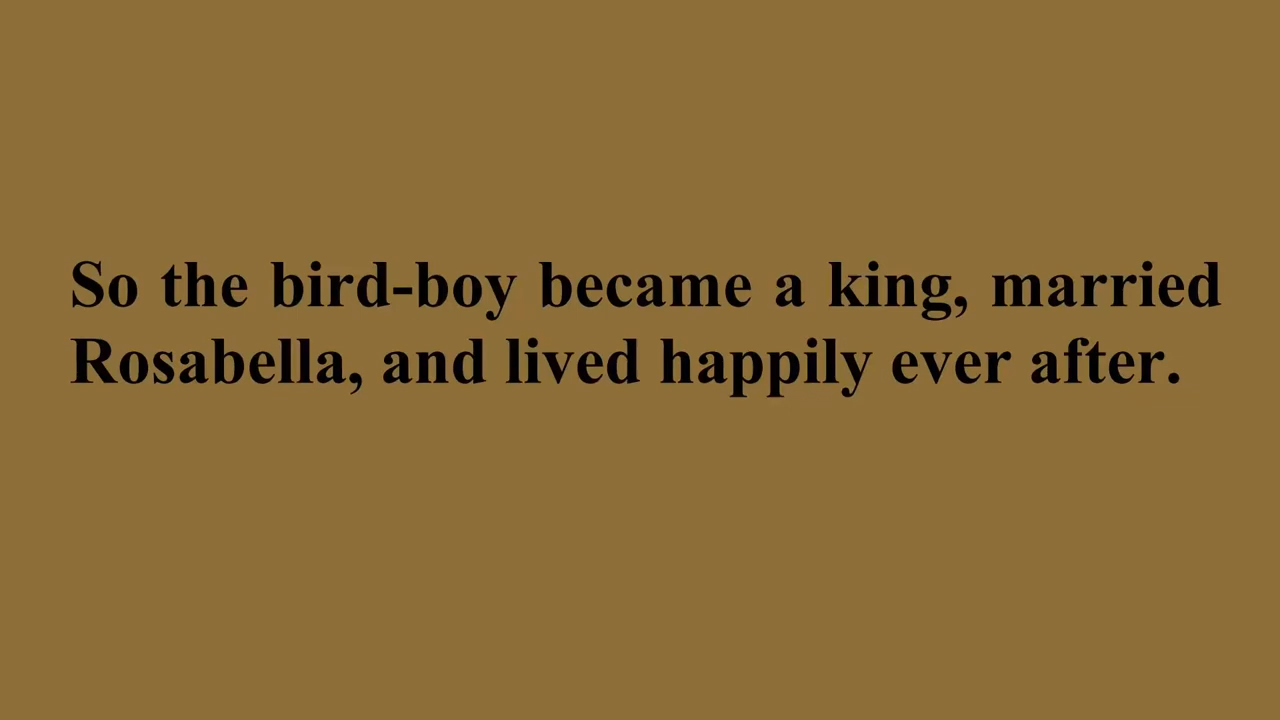 So the bird-boy became a king, married
Rosabella, and lived happily ever after.